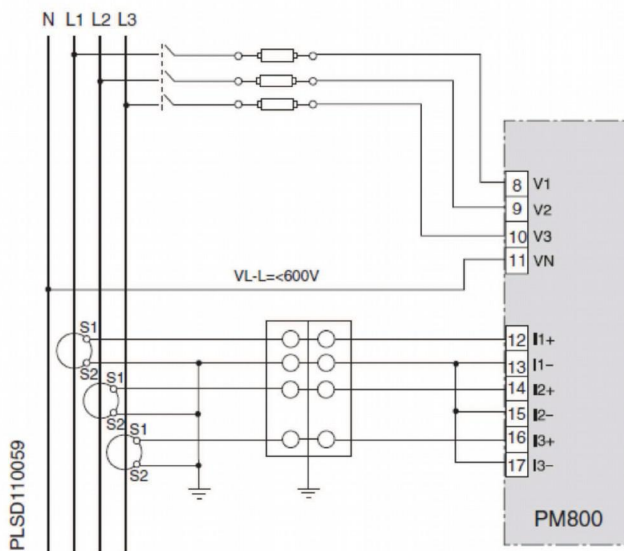 N L1 L2 L3
8 V1
9 V2
10 V3
11 VN
VL-L=<600V
S1
S2
S1
S2
S1
S2
12 I1+
13 I1-
14 I2+
15 I2-
16 I3+
17 I3-
PM800
PLSD110059